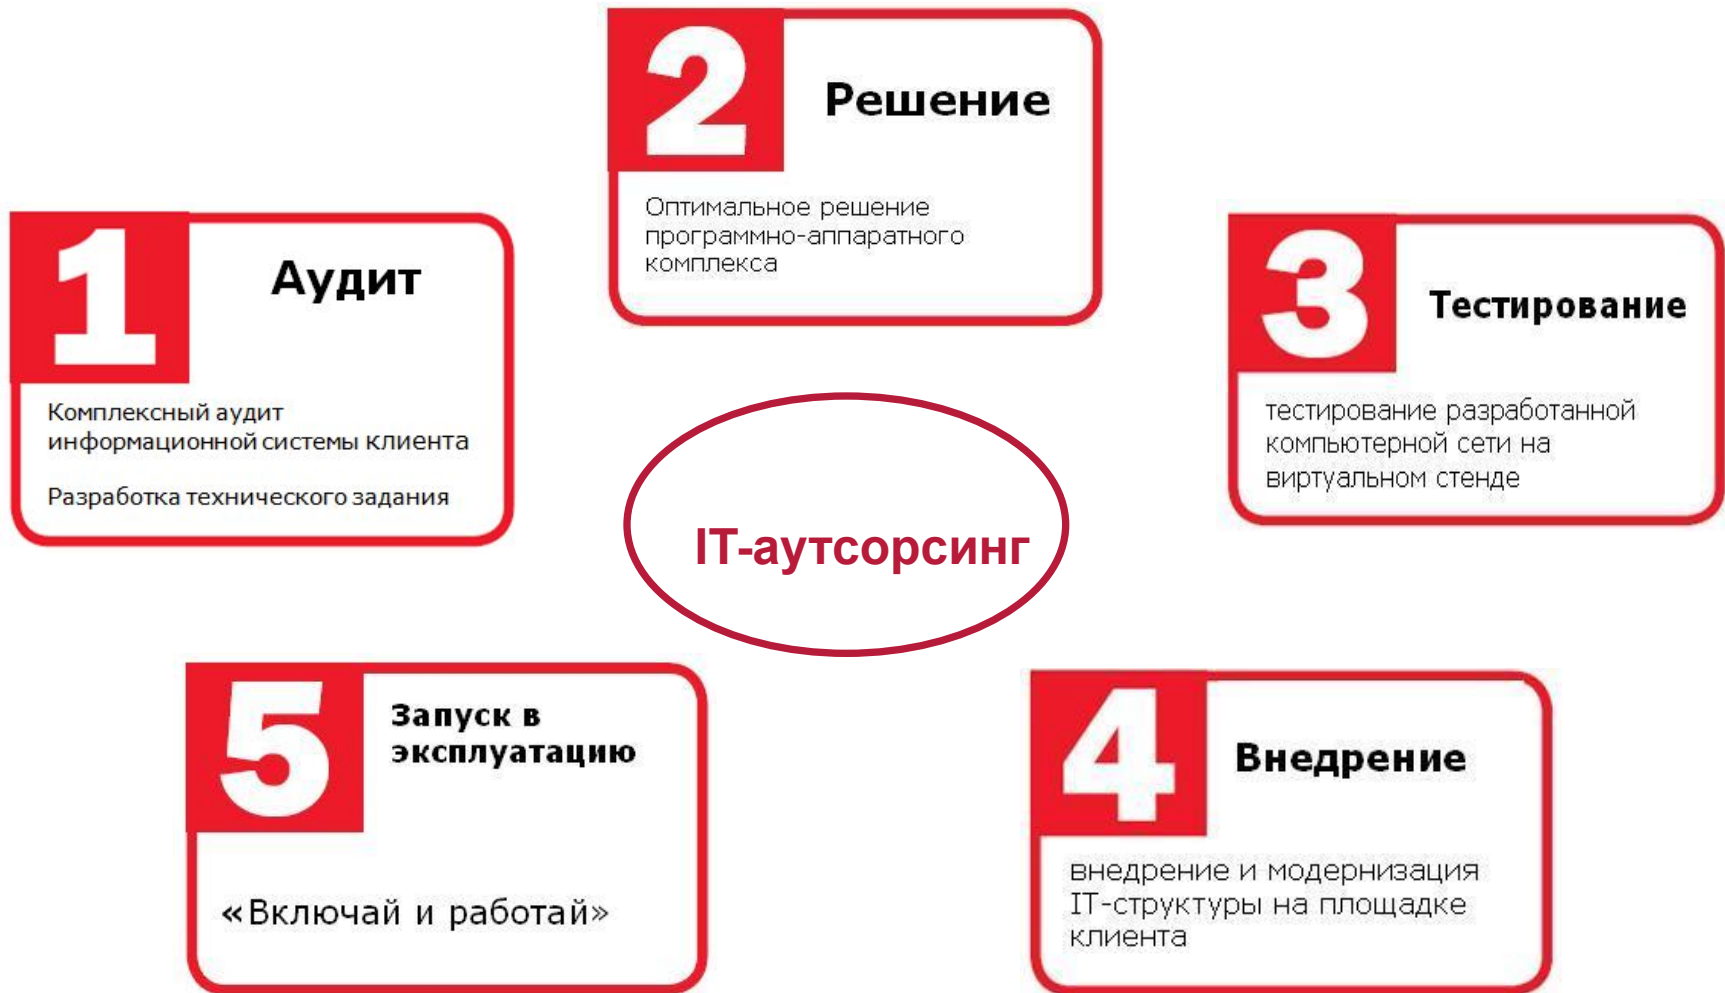 1
Аудит
Комплексный аудит
информационной системы клиента
Разработка технического задания
2
Решение
Оптимальное решение
программно-аппаратного
комплекса
3
Тестирование
тестирование разработанной
компьютерной сети на
виртуальном стенде
IT-аутсорсинг
4
Внедрение
внедрение и модернизация
IT-структуры на площадке
клиента
5
Запуск в
эксплуатацию
«Включай и работай»